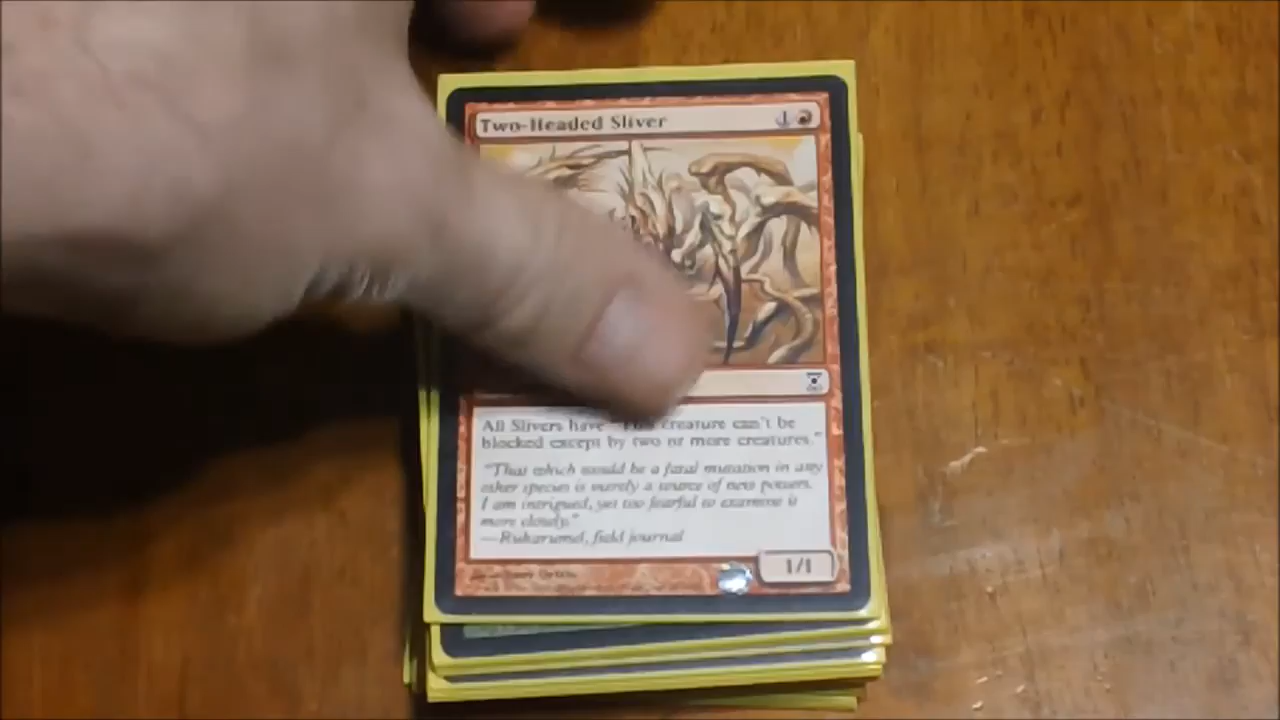 Two-Headed Sliver
1
All Slivers have "This creature can't be
blocked except by two or more creatures."
"That which would be a fatal mutation in any
other species is merely a source of new powers.
I am intrigued, yet too fearful to examine it
more closely."
—Rukarumel, field journal
1/1